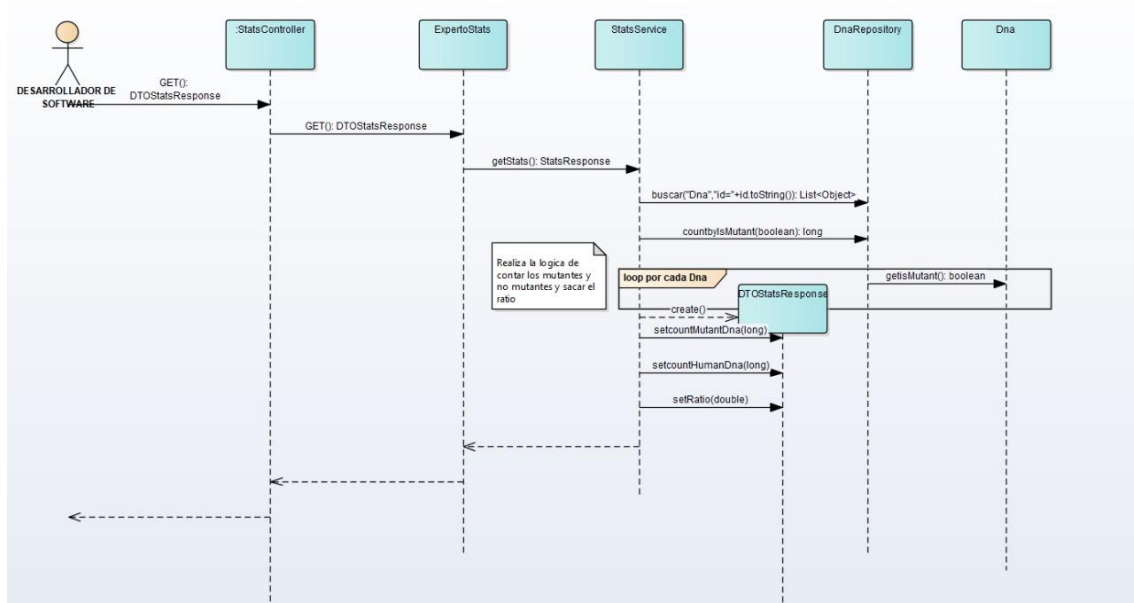 :StatsController
ExpertoStats
StatsService
DnaRepository
Dna
DESARROLLADOR DE
SOFTWARE
GET():
DTOStatsResponse
GET(): DTOStatsResponse
getStats(): StatsResponse
buscar("Dna","id="+id.toString()): List<Object>
countbyIsMutant(boolean): long
Realiza la logica de
contar los mutantes y
no mutantes y sacar el
ratio
loop por cada Dna
getisMutant(): boolean
DTOStatsResponse
create()
setcountMutantDna(long)
setcountHumanDna(long)
setRatio(double)